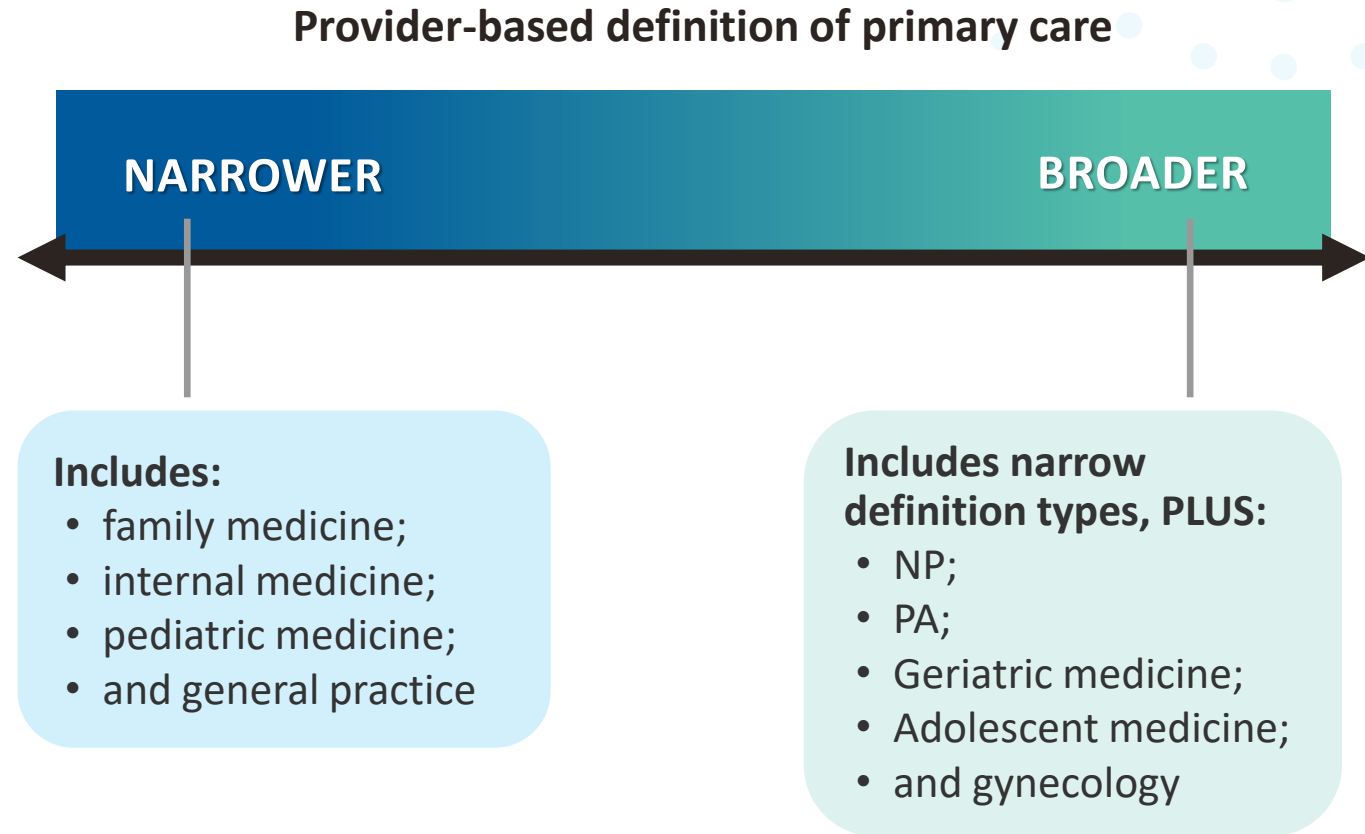 Provider-based definition of primary care
NARROWER
BROADER
Includes:
• family medicine;
• internal medicine;
• pediatric medicine;
• and general practice
Includes narrow
definition types, PLUS:
• NP;
• PA;
• Geriatric medicine;
• Adolescent medicine;
• and gynecology